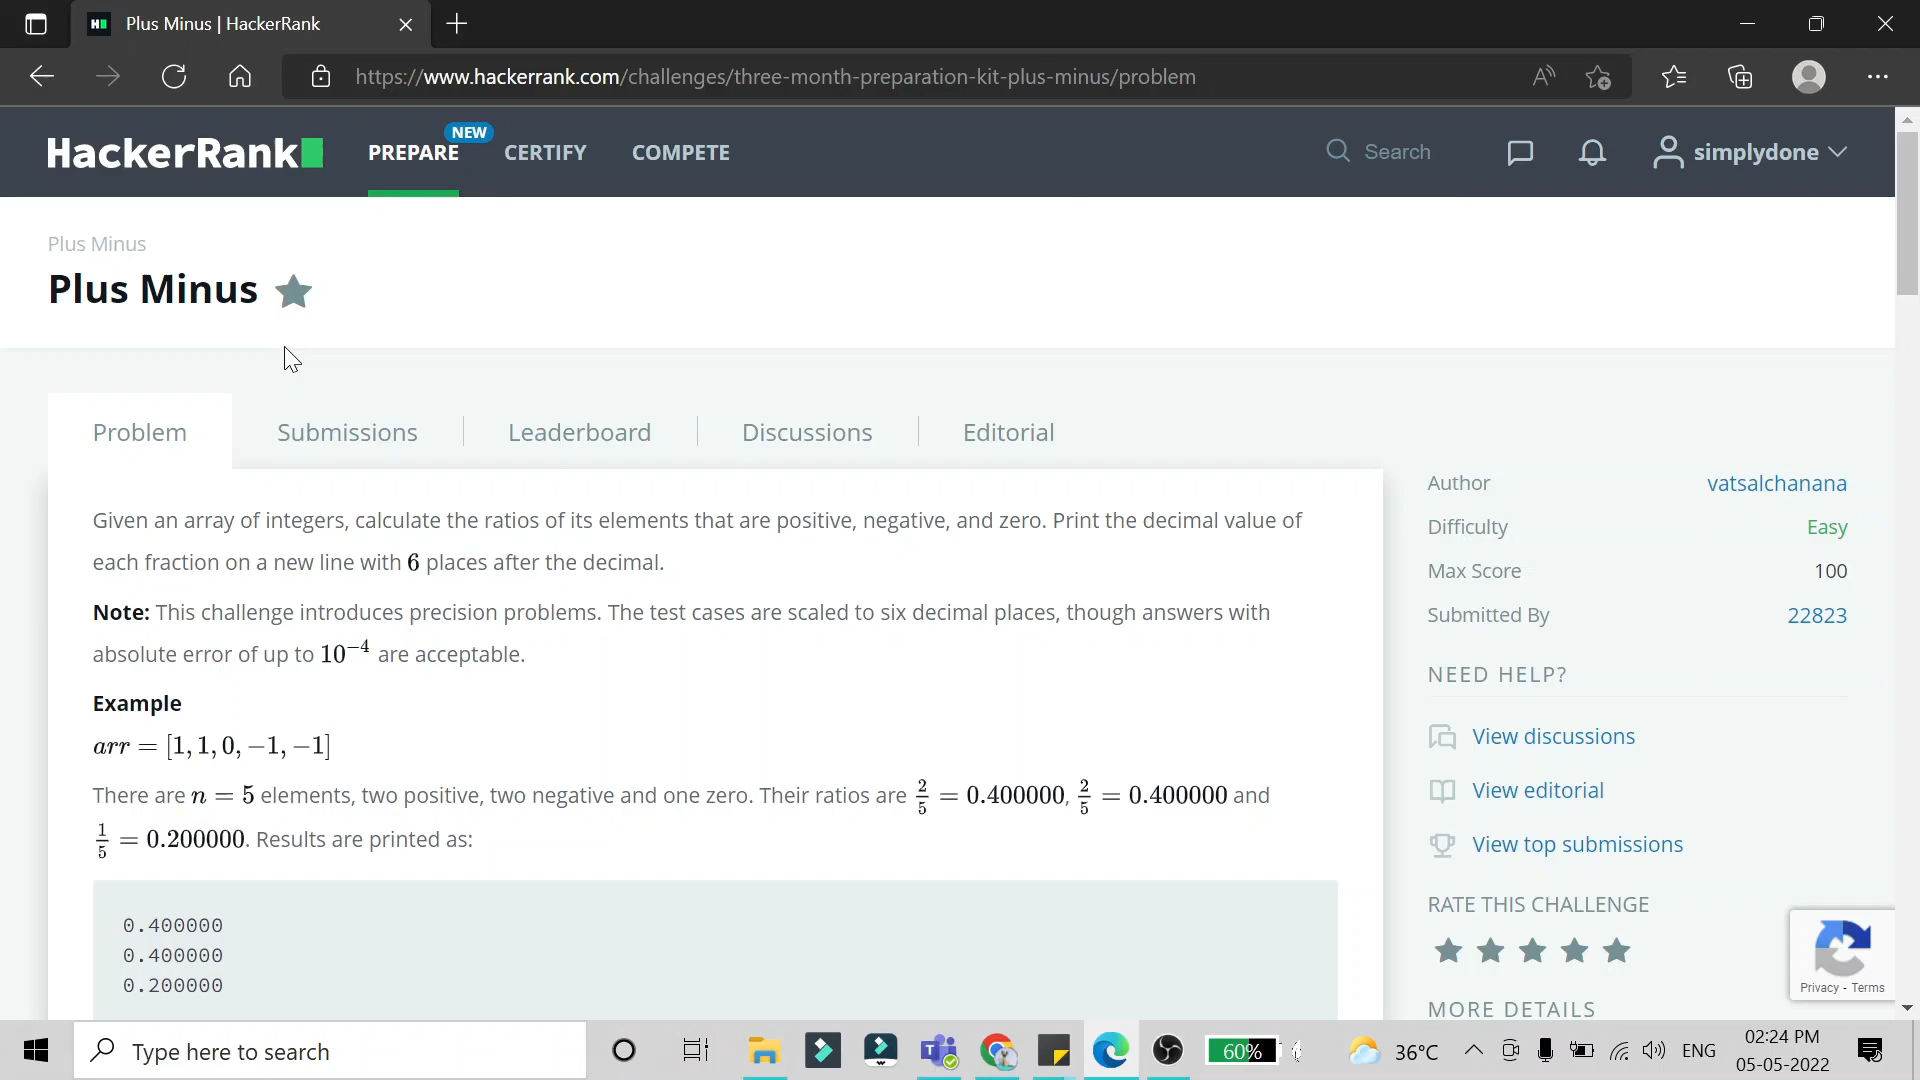 Plus Minus | HackerRank
https://www.hackerrank.com/challenges/three-month-preparation-kit-plus-minus/problem
HackerRank
PREPARE
NEW
CERTIFY
COMPETE
Search
simplydone
Plus Minus
Plus Minus
Problem
Submissions
Leaderboard
Discussions
Editorial
Given an array of integers, calculate the ratios of its elements that are positive, negative, and zero. Print the decimal value of
each fraction on a new line with 6 places after the decimal.
Note: This challenge introduces precision problems. The test cases are scaled to six decimal places, though answers with
absolute error of up to 10⁻⁴ are acceptable.
Example
arr = [1, 1, 0, −1, −1]
There are n = 5 elements, two positive, two negative and one zero. Their ratios are 2/5 = 0.400000, 2/5 = 0.400000 and
1/5 = 0.200000. Results are printed as:
0.400000
0.400000
0.200000
Author vatsalchanana
Difficulty Easy
Max Score 100
Submitted By 22823
NEED HELP?
View discussions
View editorial
View top submissions
RATE THIS CHALLENGE
MORE DETAILS
Privacy - Terms
Type here to search
60%
36°C
ENG
02:24 PM
05-05-2022